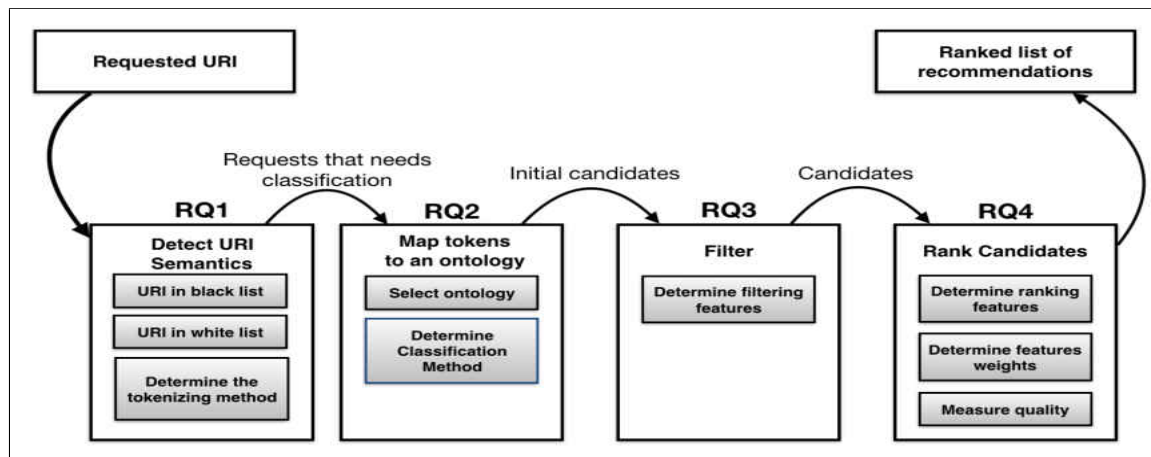 Requested URI
Ranked list of
recommendations
Requests that needs
classification
Initial candidates
Candidates
RQ1
Detect URI
Semantics
URI in black list
URI in white list
Determine the
tokenizing method
RQ2
Map tokens
to an ontology
Select ontology
Determine
Classification
Method
RQ3
Filter
Determine filtering
features
RQ4
Rank Candidates
Determine ranking
features
Determine features
weights
Measure quality